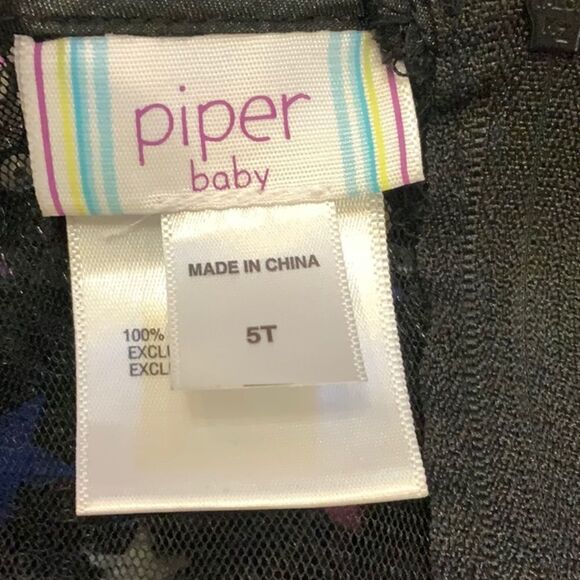 piper
baby
MADE IN CHINA
5T
100%
EXCL
EXCL